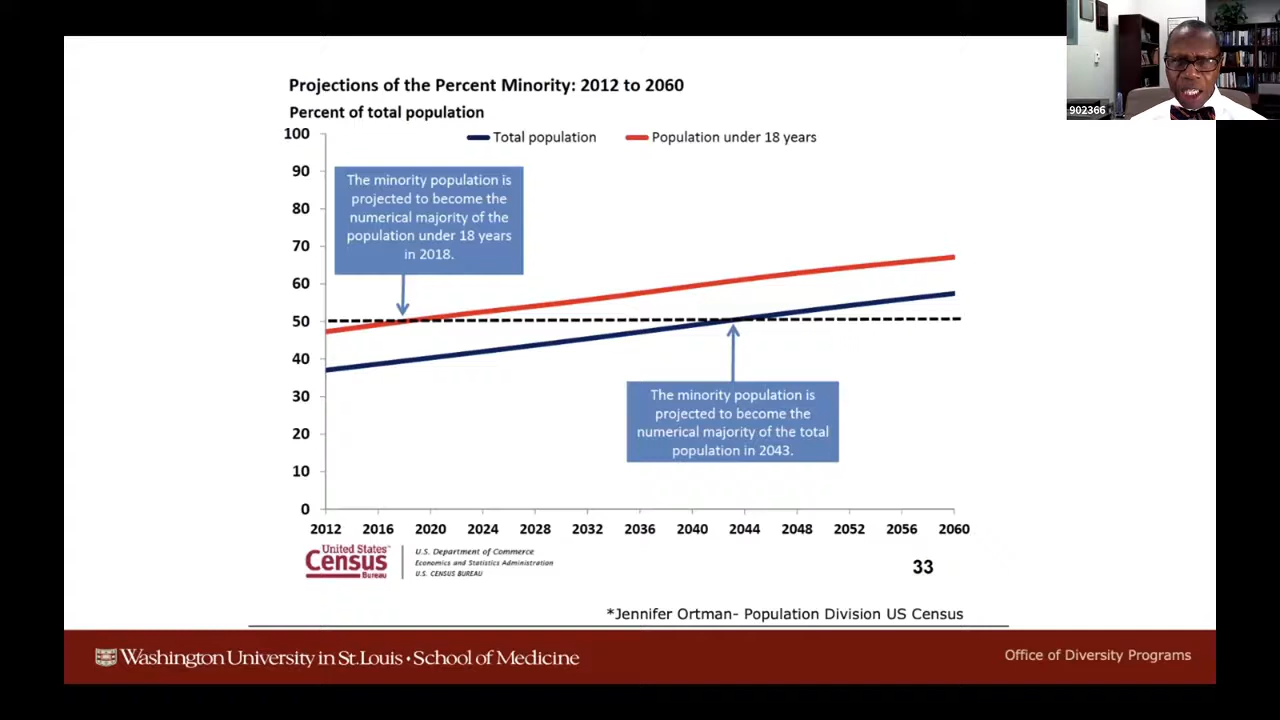 902366
Projections of the Percent Minority: 2012 to 2060
Percent of total population
Total population
Population under 18 years
100
90
80
70
60
50
40
30
20
10
0
The minority population is
projected to become the
numerical majority of the
population under 18 years
in 2018.
The minority population is
projected to become the
numerical majority of the total
population in 2043.
2012 2016 2020 2024 2028 2032 2036 2040 2044 2048 2052 2056 2060
United States™
Census
Bureau
U.S. Department of Commerce
Economics and Statistics Administration
U.S. CENSUS BUREAU
33
*Jennifer Ortman- Population Division US Census
Washington University in St.Louis • School of Medicine
Office of Diversity Programs